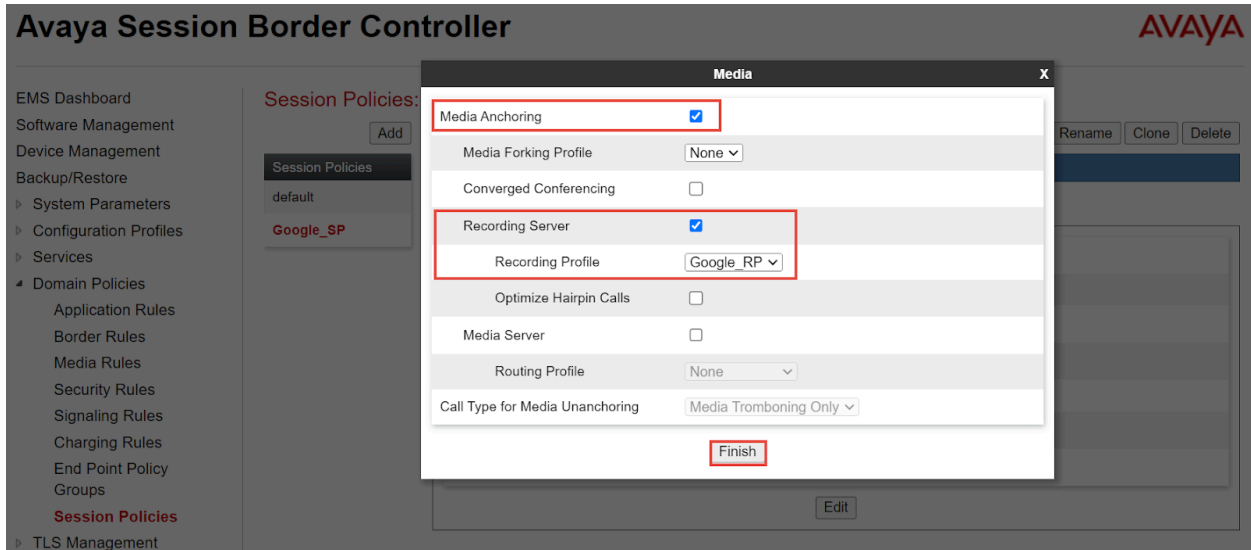 Avaya Session Border Controller
AVAYA
EMS Dashboard
Software Management
Device Management
Backup/Restore
System Parameters
Configuration Profiles
Services
Domain Policies
Application Rules
Border Rules
Media Rules
Security Rules
Signaling Rules
Charging Rules
End Point Policy
Groups
Session Policies
TLS Management
Session Policies:
Add
Rename Clone Delete
Session Policies
default
Google_SP
Media X
Media Anchoring
Media Forking Profile None
Converged Conferencing
Recording Server
Recording Profile Google_RP
Optimize Hairpin Calls
Media Server
Routing Profile None
Call Type for Media Unanchoring Media Tromboning Only
Finish
Edit